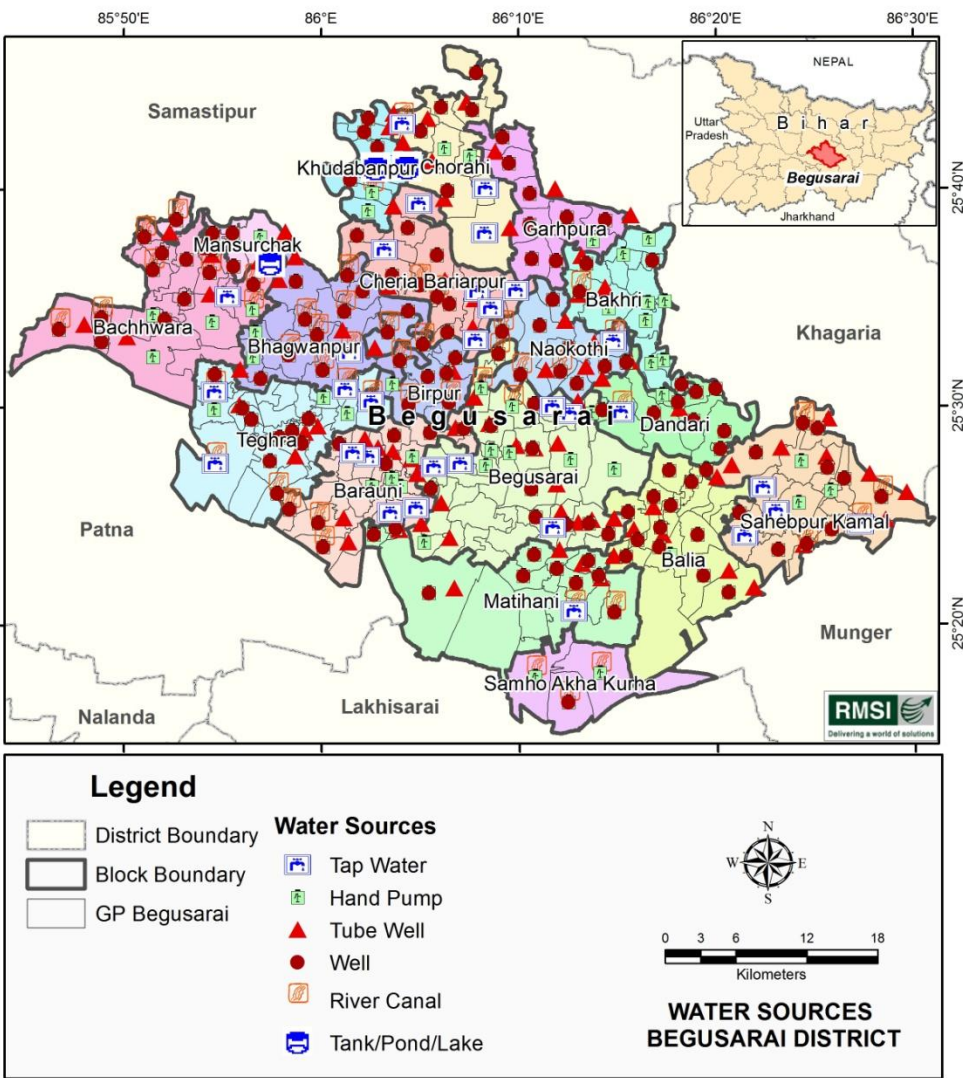 85°50'E 86°0' 86°10'E 86°20'E 86°30'E
NEPAL
Samastipur
Uttar
Pradesh
Bihar
Begusarai
Jharkhand
Khudabanpur
Chorani
25°40'N
Garhpura
Mansurchak
Cheria Bariarpur
Bakhri
Bachhwara
Khagaria
Bhagwanpur
Naokothi
Birpur
Begusarai
25°30'N
Dandari
Teghra
Begusarai
Barauni
Sahebpur Kamal
Patna
Balia
Matihani
25°20'N
Munger
Samho Akha Kurha
Lakhisarai
Nalanda
RMSI
Delivering a world of solutions
Legend
District Boundary
Block Boundary
GP Begusarai
Water Sources
Tap Water
Hand Pump
Tube Well
Well
River Canal
Tank/Pond/Lake
N
W E
S
0 3 6 12 18
Kilometers
WATER SOURCES
BEGUSARAI DISTRICT